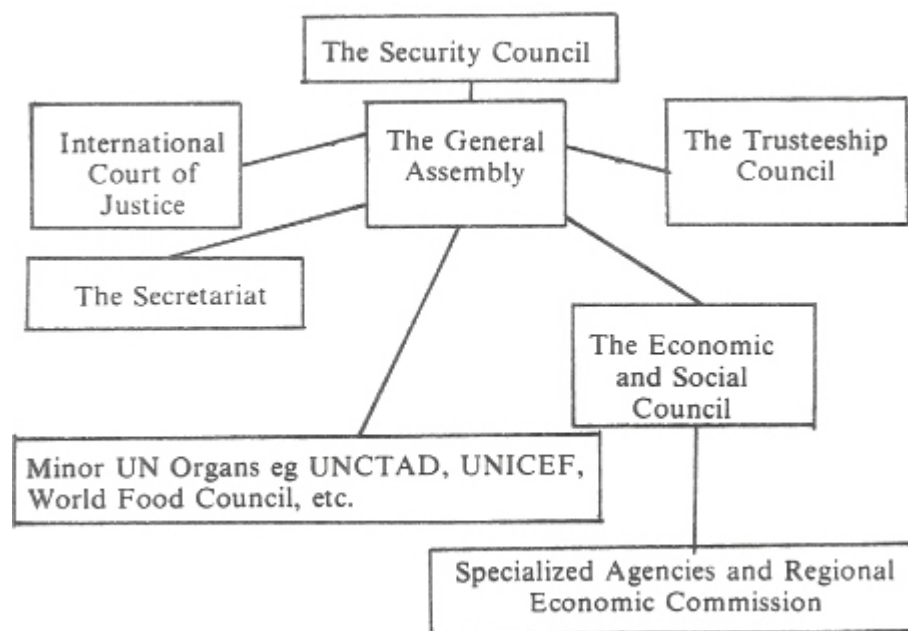 The Security Council
International
Court of
Justice
The General
Assembly
The Trusteeship
Council
The Secretariat
The Economic
and Social
Council
Minor UN Organs eg UNCTAD, UNICEF,
World Food Council, etc.
Specialized Agencies and Regional
Economic Commission